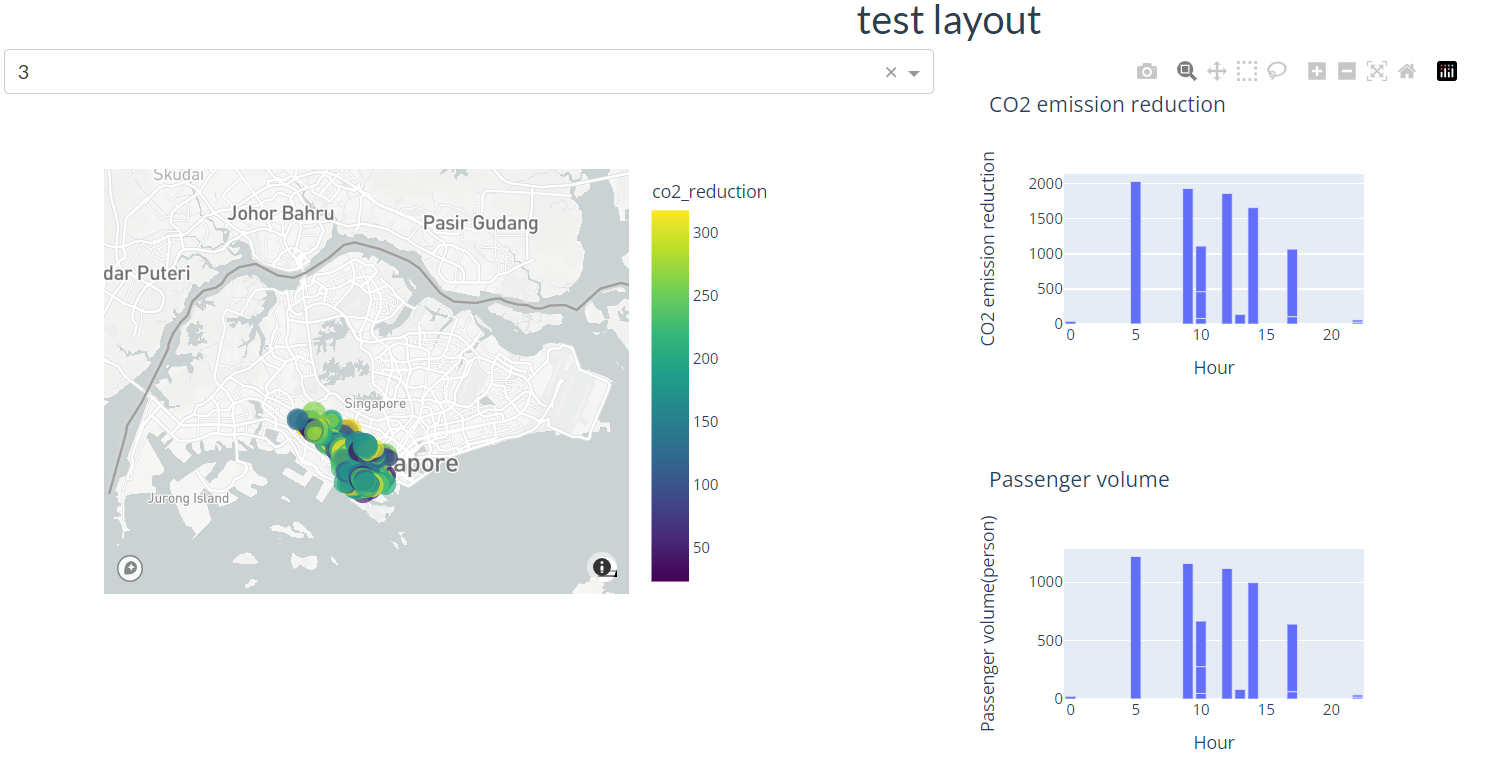 test layout
3
Skudai
Johor Bahru
Pasir Gudang
dar Puteri
Singapore
apore
Jurong Island
co2_reduction
300
250
200
150
100
50
CO2 emission reduction
CO2 emission reduction
2000
1500
1000
500
0
0 5 10 15 20
Hour
Passenger volume
Passenger volume(person)
1000
500
0
0 5 10 15 20
Hour